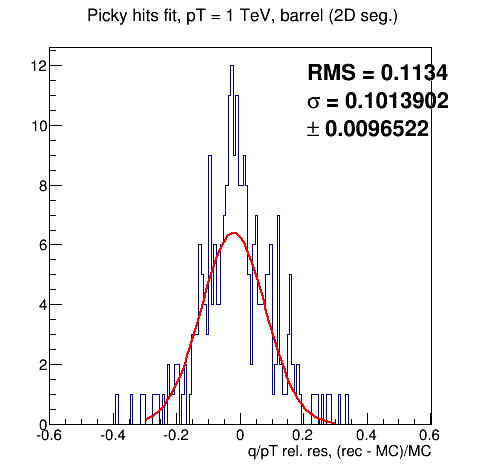 Picky hits fit, pT = 1 TeV, barrel (2D seg.)
RMS = 0.1134
σ = 0.1013902
± 0.0096522
12
10
8
6
4
2
0
-0.6 -0.4 -0.2 0 0.2 0.4 0.6
q/pT rel. res, (rec - MC)/MC